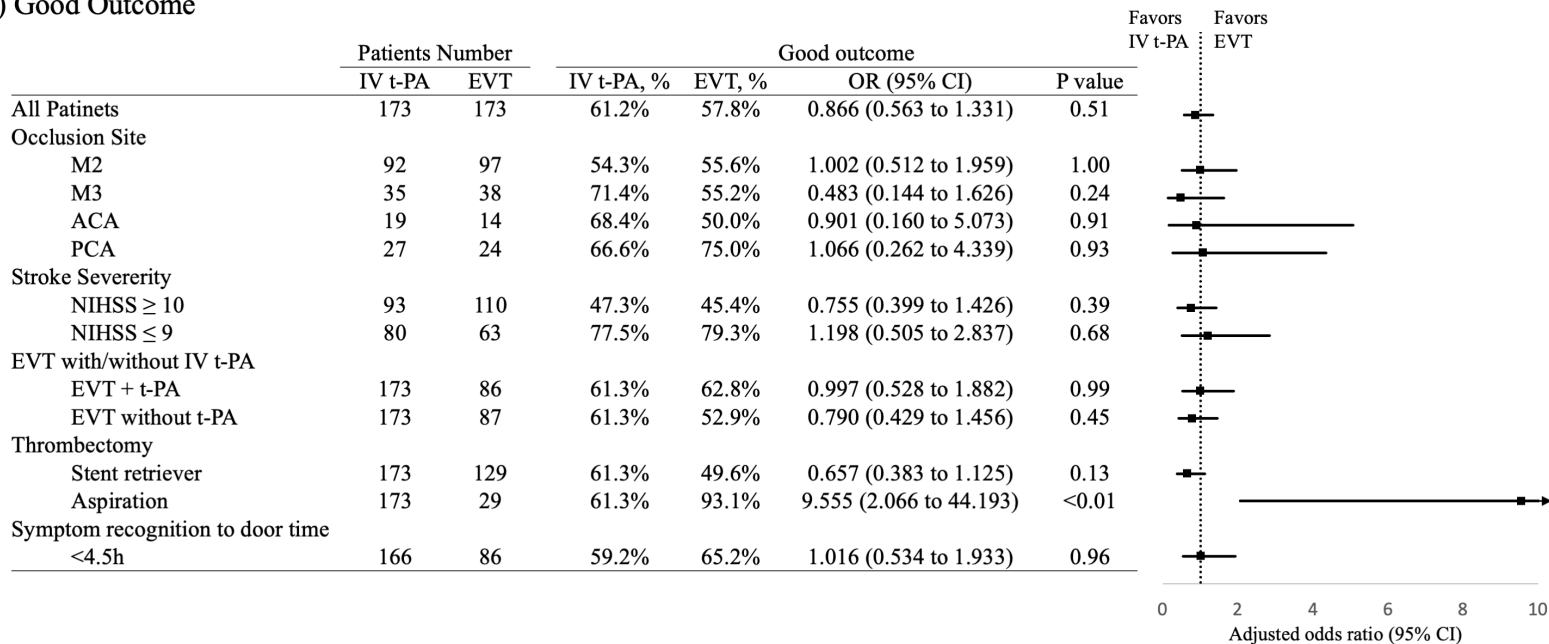 ) Good Outcome
Favors Favors
IV t-PA EVT
Patients Number Good outcome
IV t-PA EVT IV t-PA, % EVT, % OR (95% CI) P value
All Patinets 173 173 61.2% 57.8% 0.866 (0.563 to 1.331) 0.51
Occlusion Site
M2 92 97 54.3% 55.6% 1.002 (0.512 to 1.959) 1.00
M3 35 38 71.4% 55.2% 0.483 (0.144 to 1.626) 0.24
ACA 19 14 68.4% 50.0% 0.901 (0.160 to 5.073) 0.91
PCA 27 24 66.6% 75.0% 1.066 (0.262 to 4.339) 0.93
Stroke Severerity
NIHSS ≥ 10 93 110 47.3% 45.4% 0.755 (0.399 to 1.426) 0.39
NIHSS ≤ 9 80 63 77.5% 79.3% 1.198 (0.505 to 2.837) 0.68
EVT with/without IV t-PA
EVT + t-PA 173 86 61.3% 62.8% 0.997 (0.528 to 1.882) 0.99
EVT without t-PA 173 87 61.3% 52.9% 0.790 (0.429 to 1.456) 0.45
Thrombectomy
Stent retriever 173 129 61.3% 49.6% 0.657 (0.383 to 1.125) 0.13
Aspiration 173 29 61.3% 93.1% 9.555 (2.066 to 44.193) <0.01
Symptom recognition to door time
<4.5h 166 86 59.2% 65.2% 1.016 (0.534 to 1.933) 0.96
0 2 4 6 8 10
Adjusted odds ratio (95% CI)